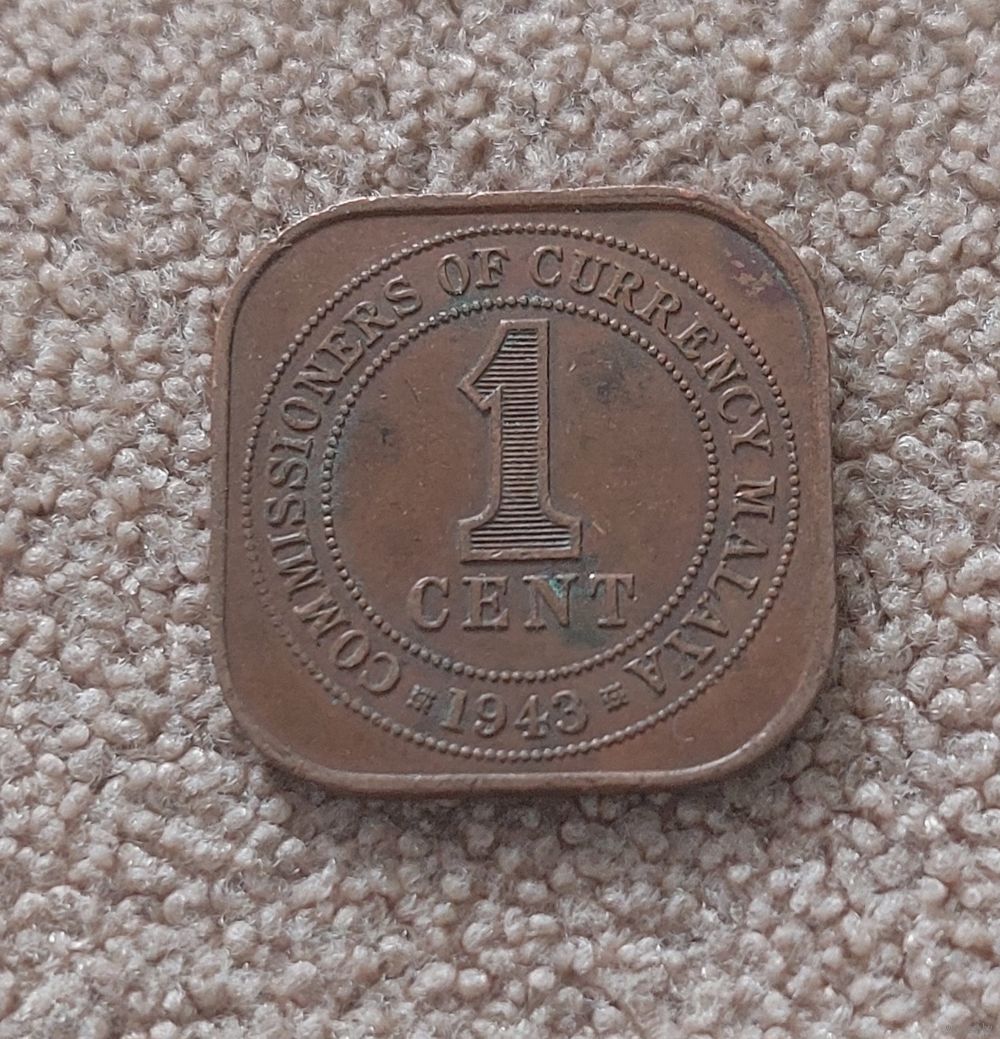 COMMISSIONERS OF CURRENCY MALAYA
1
CENT
1943